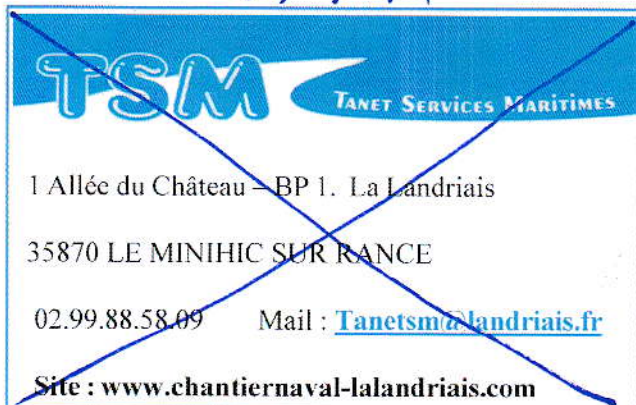 TSM
TANET SERVICES MARITIMES
1 Allée du Château – BP 1. La Landriais
35870 LE MINIHIC SUR RANCE
02.99.88.58.09 Mail : Tanetsm@landriais.fr
Site : www.chantiernaval-lalandriais.com